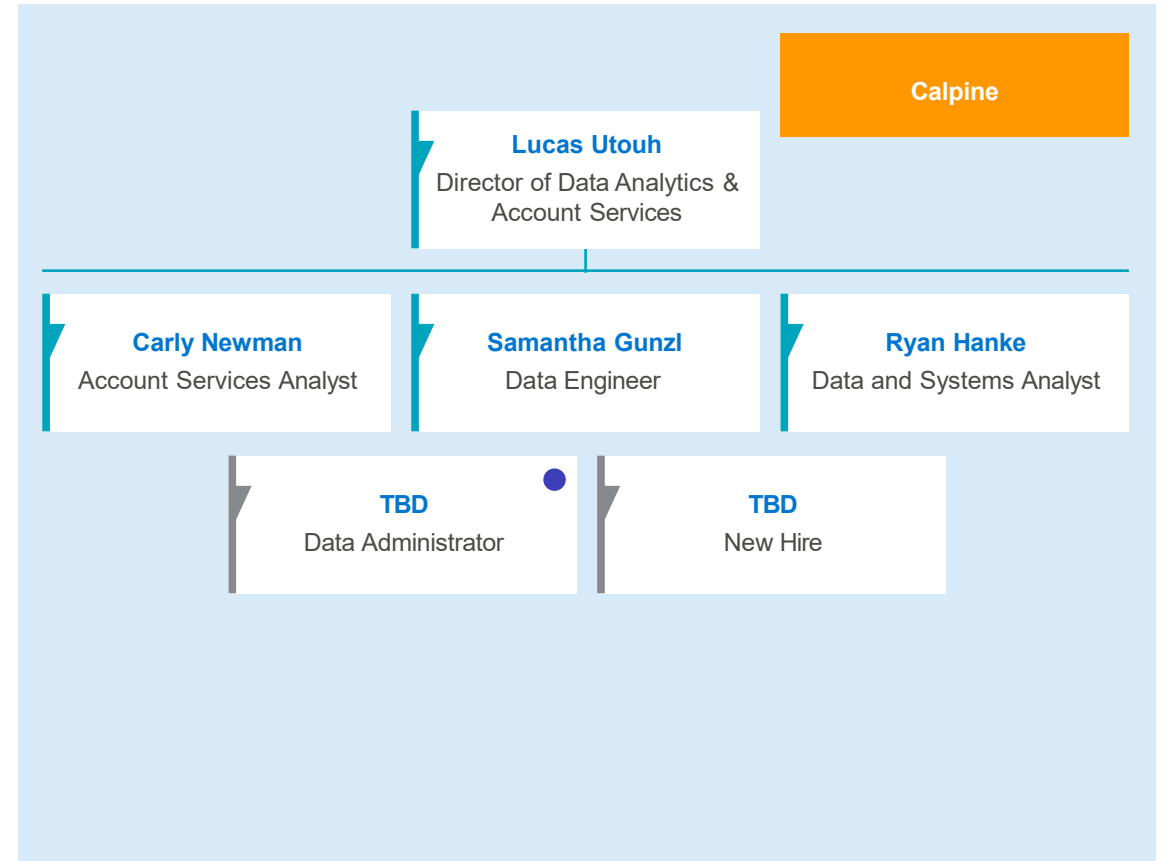 Calpine
Lucas Utouh
Director of Data Analytics &
Account Services
Carly Newman
Account Services Analyst
Samantha Gunzl
Data Engineer
Ryan Hanke
Data and Systems Analyst
TBD
Data Administrator
TBD
New Hire